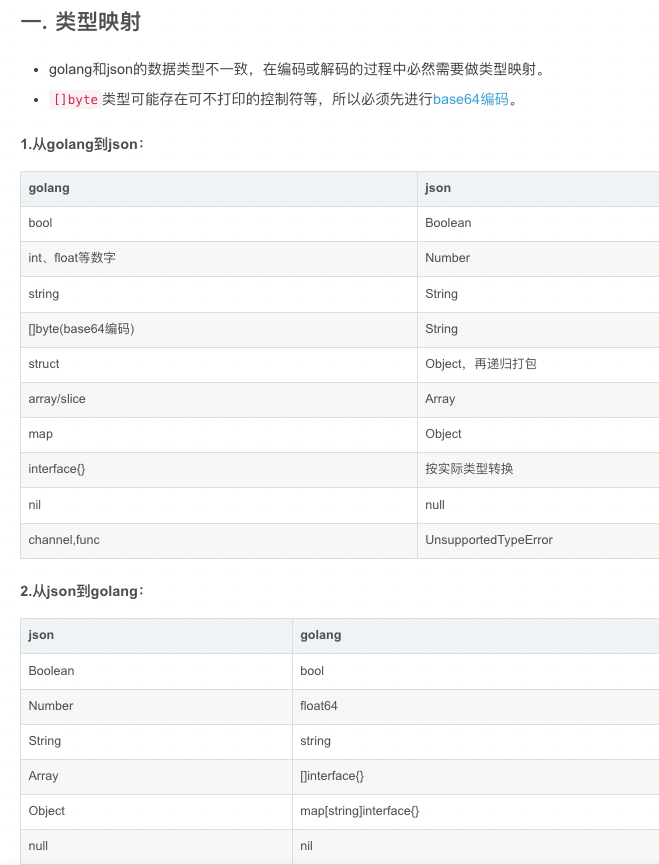 一. 类型映射
golang和json的数据类型不一致，在编码或解码的过程中必然需要做类型映射。
[]byte 类型可能存在可不打印的控制符等，所以必须先进行base64编码。
1.从golang到json：
golang json
bool Boolean
int、float等数字 Number
string String
[]byte(base64编码) String
struct Object，再递归打包
array/slice Array
map Object
interface{} 按实际类型转换
nil null
channel,func UnsupportedTypeError
2.从json到golang：
json golang
Boolean bool
Number float64
String string
Array []interface{}
Object map[string]interface{}
null nil